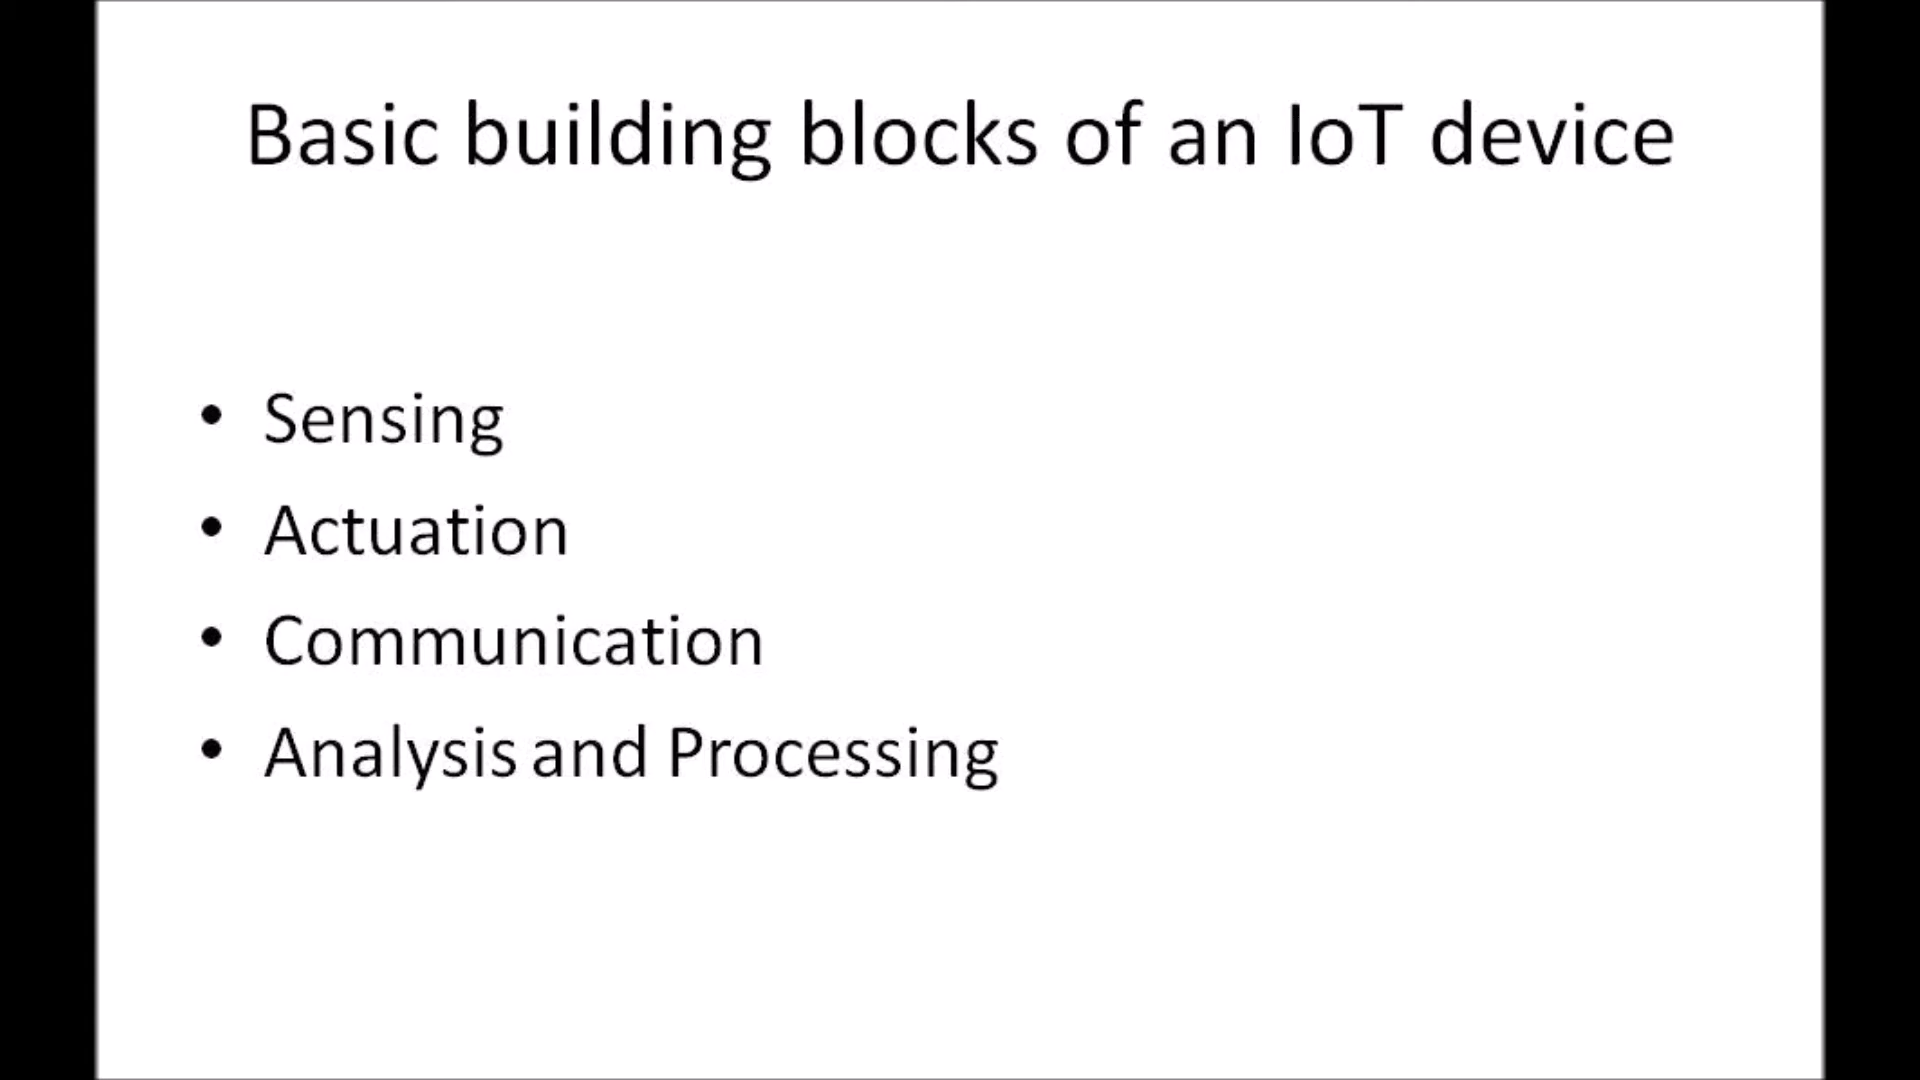 Basic building blocks of an IoT device
• Sensing
• Actuation
• Communication
• Analysis and Processing